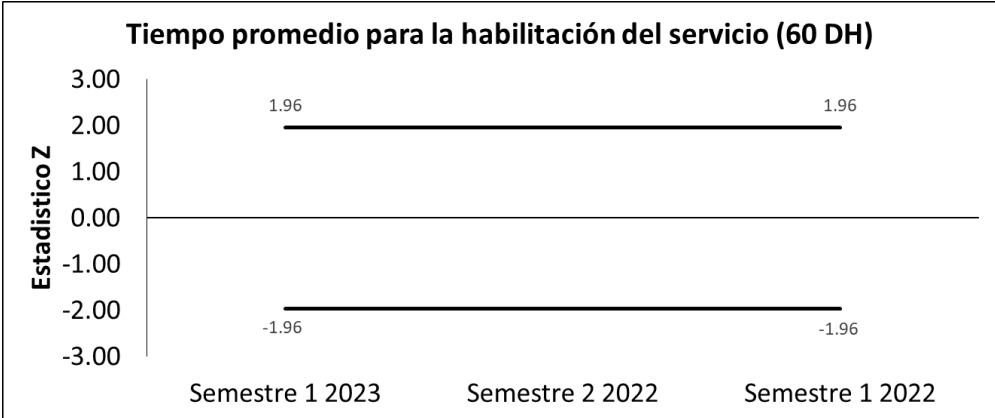 Tiempo promedio para la habilitación del servicio (60 DH)
Estadistico Z
3.00
2.00
1.00
0.00
-1.00
-2.00
-3.00
1.96
1.96
-1.96
-1.96
Semestre 1 2023
Semestre 2 2022
Semestre 1 2022